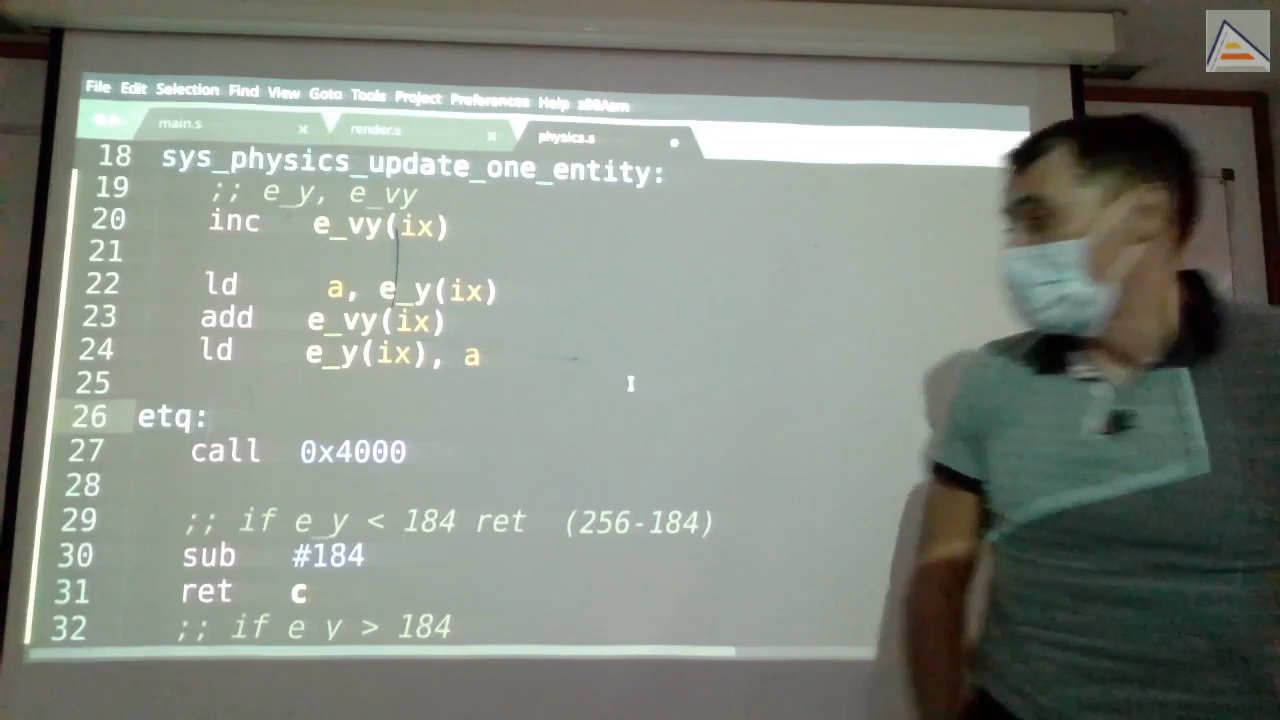 File Edit Selection Find View Goto Tools Project Preferences Help z80Asm
main.s × render.s × physics.s
18 sys_physics_update_one_entity:
19 ;; e_y, e_vy
20 inc e_vy(ix)
21
22 ld a, e_y(ix)
23 add e_vy(ix)
24 ld e_y(ix), a
25
26 etq:
27 call 0x4000
28
29 ;; if e_y < 184 ret (256-184)
30 sub #184
31 ret c
32 ;; if e_y > 184